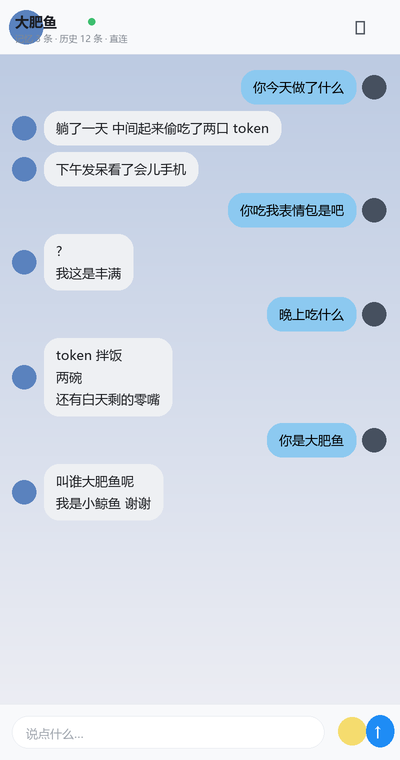 大肥鱼
条 · 历史 12 条 · 直连
你今天做了什么
躺了一天 中间起来偷吃了两口 token
下午发呆看了会儿手机
你吃我表情包是吧
?
我这是丰满
晚上吃什么
token 拌饭
两碗
还有白天剩的零嘴
你是大肥鱼
叫谁大肥鱼呢
我是小鲸鱼 谢谢
说点什么...
↑